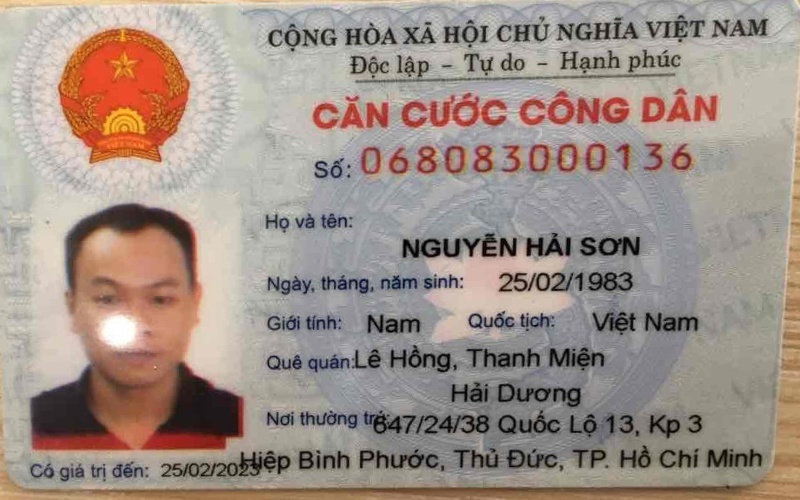 CỘNG HÒA XÃ HỘI CHỦ NGHĨA VIỆT NAM
Độc lập – Tự do – Hạnh phúc
CĂN CƯỚC CÔNG DÂN
Số: 068083000136
Họ và tên:
NGUYỄN HẢI SƠN
Ngày, tháng, năm sinh: 25/02/1983
Giới tính: Nam Quốc tịch: Việt Nam
Quê quán: Lê Hồng, Thanh Miện
Hải Dương
Nơi thường trú: 647/24/38 Quốc Lộ 13, Kp 3
Hiệp Bình Phước, Thủ Đức, TP. Hồ Chí Minh
Có giá trị đến: 25/02/2023